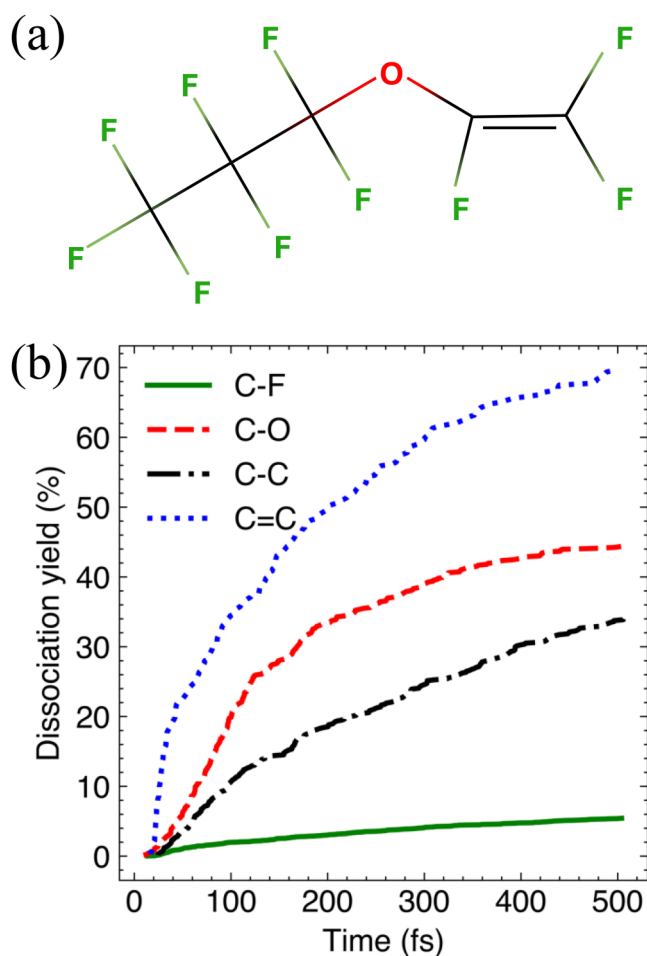 (a)
F O F
F
F
F F F
F F
F
(b)
70
60
50
40
30
20
10
0
Dissociation yield (%)
C-F
C-O
C-C
C=C
0 100 200 300 400 500
Time (fs)